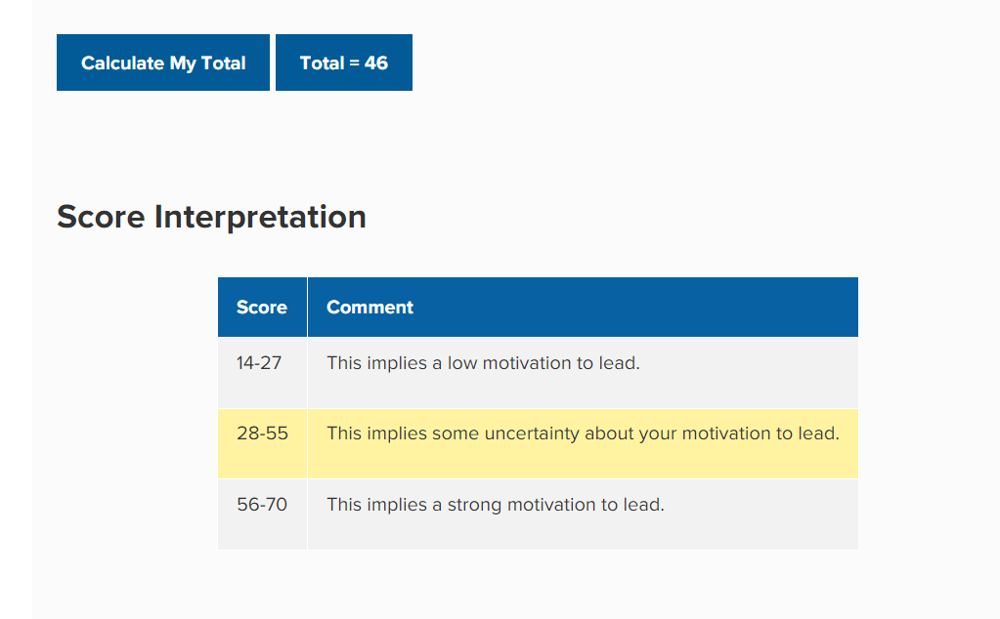 Calculate My Total
Total = 46
Score Interpretation
Score Comment
14-27 This implies a low motivation to lead.
28-55 This implies some uncertainty about your motivation to lead.
56-70 This implies a strong motivation to lead.